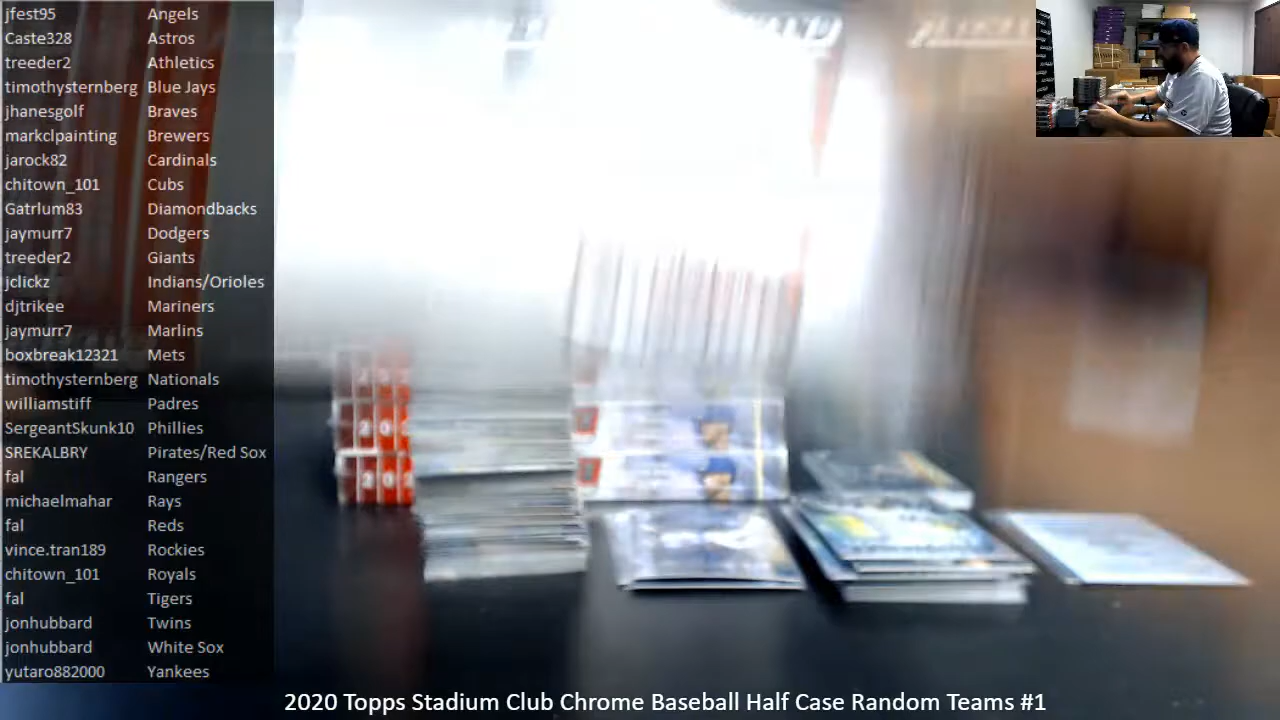 jfest95 Angels
Caste328 Astros
treeder2 Athletics
timothysternberg Blue Jays
jhanesgolf Braves
markclpainting Brewers
jarock82 Cardinals
chitown_101 Cubs
Gatrlum83 Diamondbacks
jaymurr7 Dodgers
treeder2 Giants
jclickz Indians/Orioles
djtrikee Mariners
jaymurr7 Marlins
boxbreak12321 Mets
timothysternberg Nationals
williamstiff Padres
SergeantSkunk10 Phillies
SREKALBRY Pirates/Red Sox
fal Rangers
michaelmahar Rays
fal Reds
vince.tran189 Rockies
chitown_101 Royals
fal Tigers
jonhubbard Twins
jonhubbard White Sox
yutaro882000 Yankees
2020 Topps Stadium Club Chrome Baseball Half Case Random Teams #1